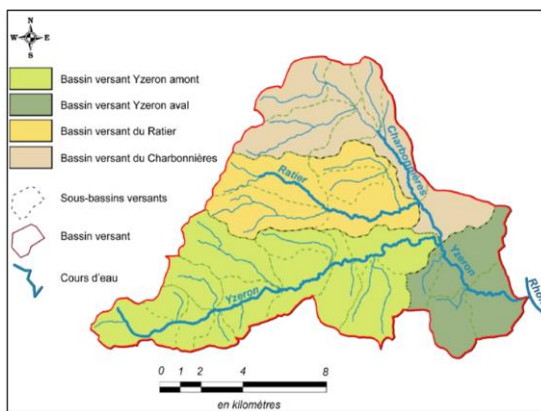 N
W E
S
Bassin versant Yzeron amont
Bassin versant Yzeron aval
Bassin versant du Ratier
Bassin versant du Charbonnières
Sous-bassins versants
Bassin versant
Cours d'eau
Charbonnières
Ratier
Yzeron
Yzeron
0 1 2 4 8
en kilomètres